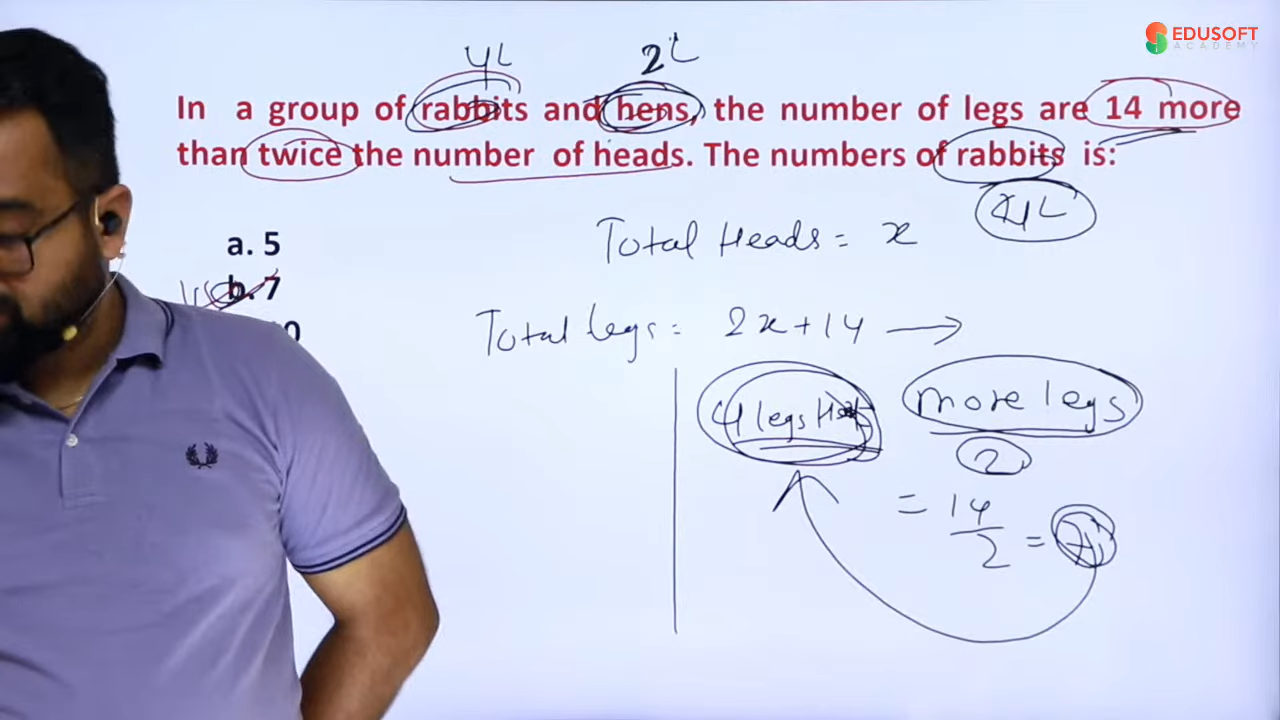 EDUSOFT
ACADEMY
4L
2L
In a group of rabbits and hens, the number of legs are 14 more
than twice the number of heads. The numbers of rabbits is:
4L
a. 5
b. 7
0
Total Heads = x
Total legs = 2x+14 →
4 legs more legs
2
= 14/2 = 7